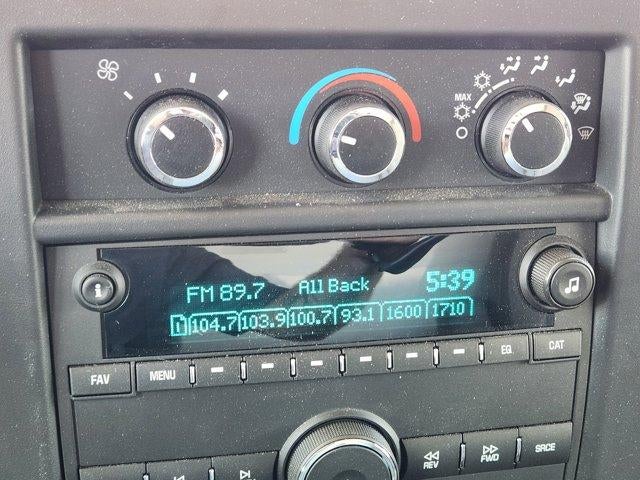 MAX
FM 89.7 All Back 5:39
1 104.7 103.9 100.7 93.1 1600 1710
i
FAV MENU EQ CAT
REV FWD SRCE